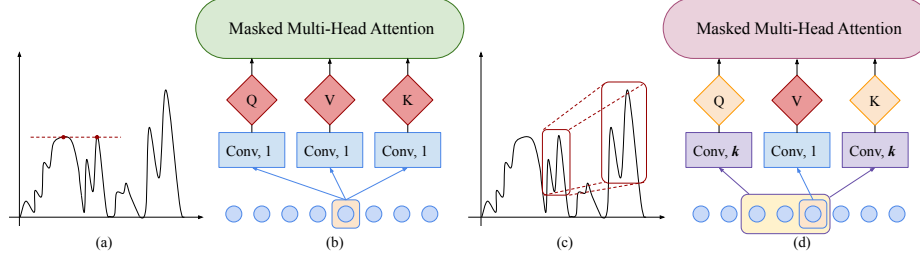 Masked Multi-Head Attention
Q V K
Conv, 1 Conv, 1 Conv, 1
Masked Multi-Head Attention
Q V K
Conv, k Conv, 1 Conv, k
(a) (b) (c) (d)